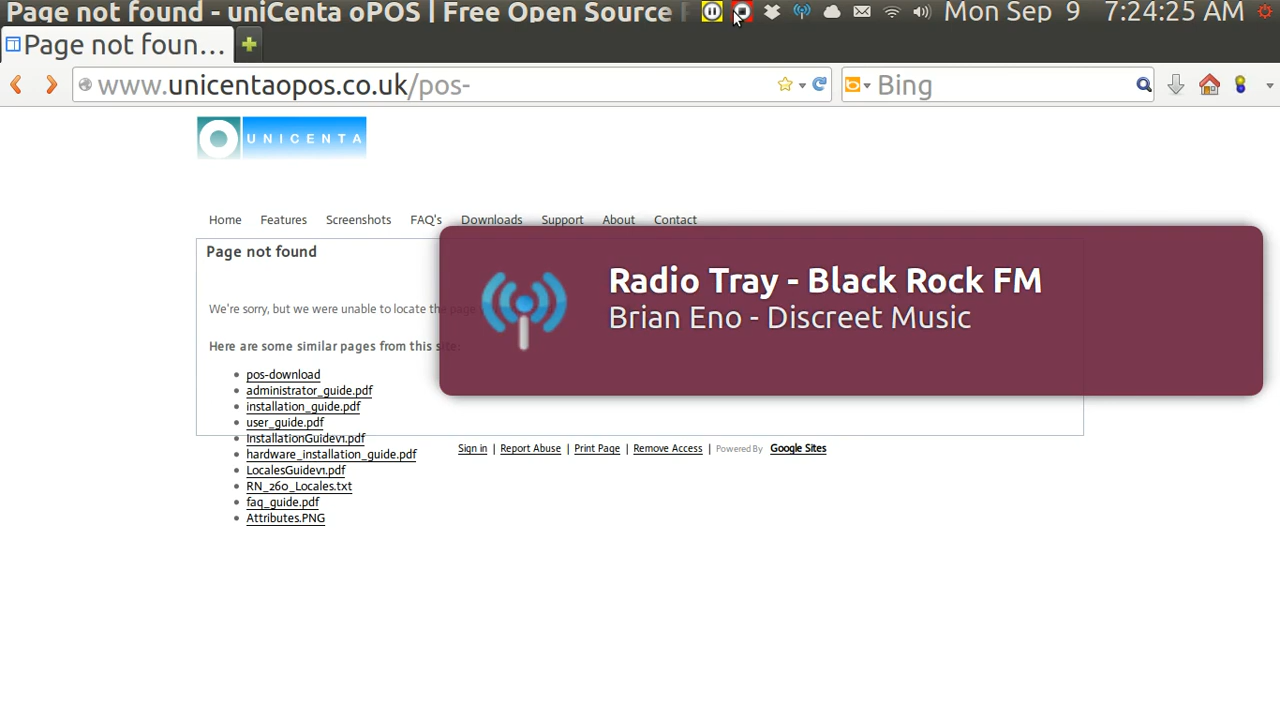 Page not found - uniCenta oPOS | Free Open Source
Mon Sep 9 7:24:25 AM
Page not foun...
www.unicentaopos.co.uk/pos-
Bing
UNICENTA
Home Features Screenshots FAQ's Downloads Support About Contact
Page not found
Radio Tray - Black Rock FM
Brian Eno - Discreet Music
We're sorry, but we were unable to locate the
Here are some similar pages from this site:
pos-download
administrator_guide.pdf
installation_guide.pdf
user_guide.pdf
InstallationGuidev1.pdf
hardware_installation_guide.pdf
LocalesGuidev1.pdf
RN_260_Locales.txt
faq_guide.pdf
Attributes.PNG
Sign in | Report Abuse | Print Page | Remove Access | Powered By Google Sites